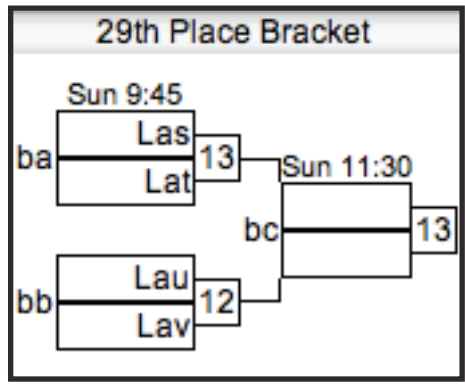 29th Place Bracket
Sun 9:45
Las
ba
13
Lat
Sun 11:30
bc
13
Lau
bb
12
Lav